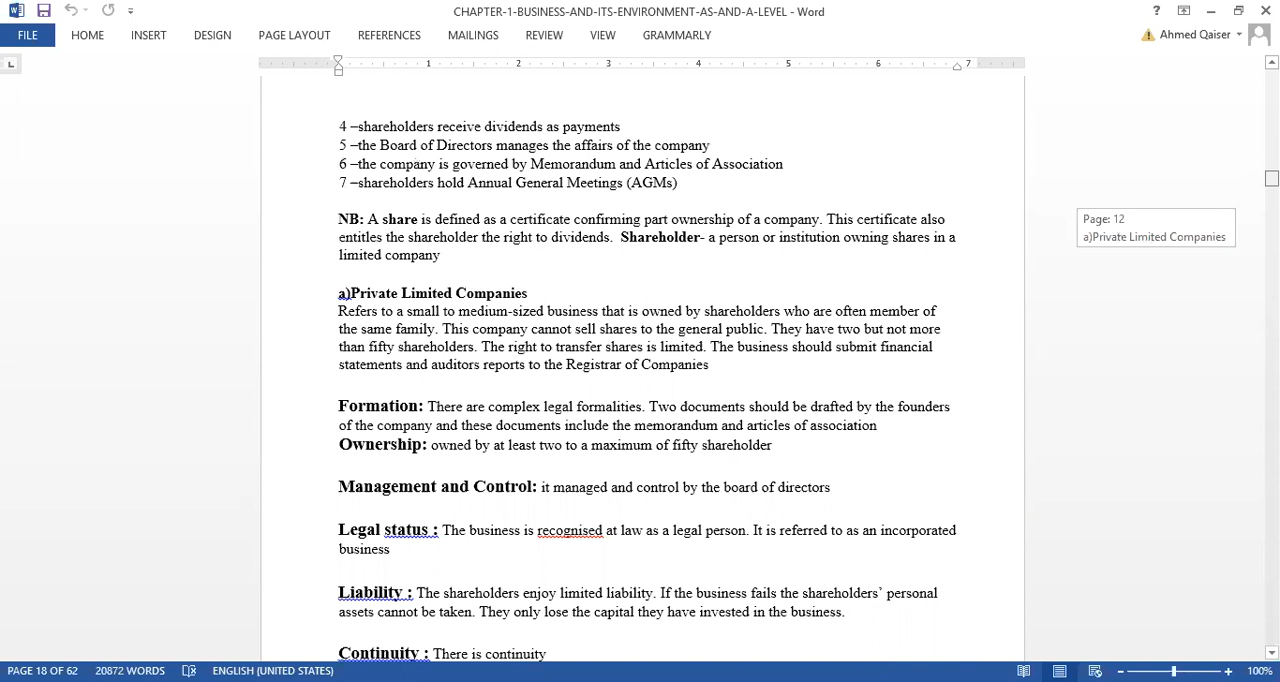 CHAPTER-1-BUSINESS-AND-ITS-ENVIRONMENT-AS-AND-A-LEVEL - Word
?
FILE HOME INSERT DESIGN PAGE LAYOUT REFERENCES MAILINGS REVIEW VIEW GRAMMARLY Ahmed Qaiser
1 2 3 4 5 6 7
4 –shareholders receive dividends as payments
5 –the Board of Directors manages the affairs of the company
6 –the company is governed by Memorandum and Articles of Association
7 –shareholders hold Annual General Meetings (AGMs)
NB: A share is defined as a certificate confirming part ownership of a company. This certificate also
entitles the shareholder the right to dividends. Shareholder- a person or institution owning shares in a
limited company
Page: 12
a)Private Limited Companies
a)Private Limited Companies
Refers to a small to medium-sized business that is owned by shareholders who are often member of
the same family. This company cannot sell shares to the general public. They have two but not more
than fifty shareholders. The right to transfer shares is limited. The business should submit financial
statements and auditors reports to the Registrar of Companies
Formation: There are complex legal formalities. Two documents should be drafted by the founders
of the company and these documents include the memorandum and articles of association
Ownership: owned by at least two to a maximum of fifty shareholder
Management and Control: it managed and control by the board of directors
Legal status : The business is recognised at law as a legal person. It is referred to as an incorporated
business
Liability : The shareholders enjoy limited liability. If the business fails the shareholders’ personal
assets cannot be taken. They only lose the capital they have invested in the business.
Continuity : There is continuity
PAGE 18 OF 62 20872 WORDS ENGLISH (UNITED STATES) 100%